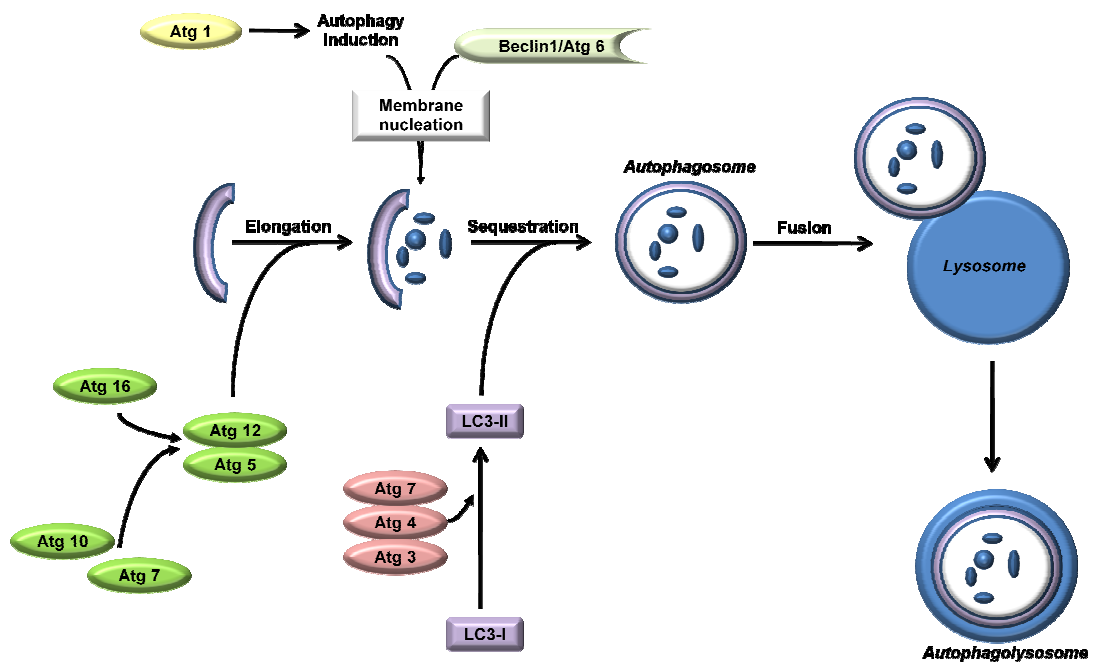 Atg 1
Autophagy
Induction
Beclin1/Atg 6
Membrane
nucleation
Autophagosome
Elongation
Sequestration
Fusion
Lysosome
Atg 16
Atg 12
Atg 5
LC3-II
Atg 7
Atg 4
Atg 3
Atg 10
Atg 7
LC3-I
Autophagolysosome